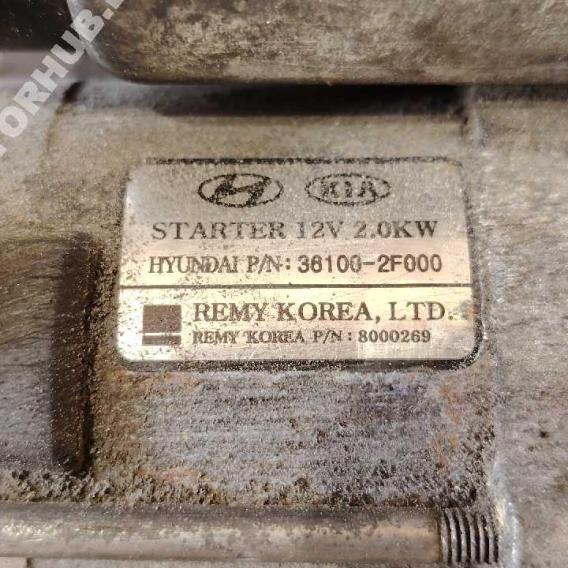 ORHUB.
KIA
STARTER 12V 2.0KW
HYUNDAI P/N: 36100-2F000
REMY KOREA, LTD.
REMY KOREA P/N : 8000269